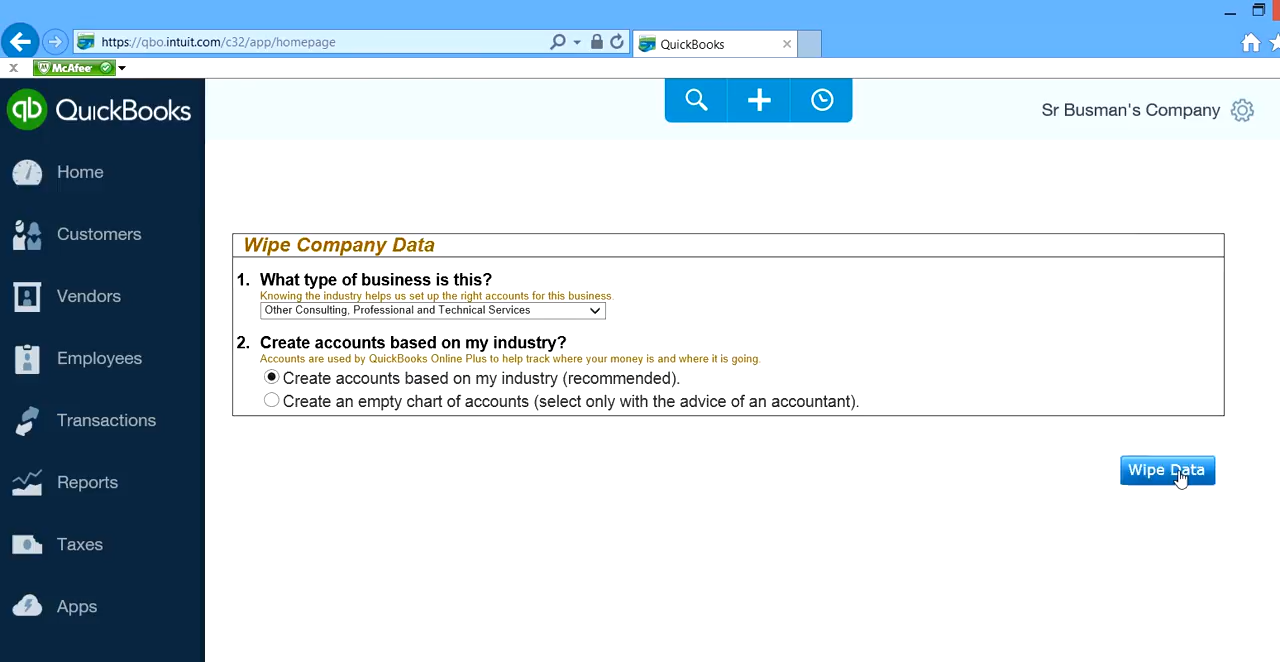 https://qbo.intuit.com/c32/app/homepage
QuickBooks
X
McAfee
qb QuickBooks
Sr Busman's Company
Home
Customers
Vendors
Employees
Transactions
Reports
Taxes
Apps
Wipe Company Data
1. What type of business is this?
Knowing the industry helps us set up the right accounts for this business.
Other Consulting, Professional and Technical Services
2. Create accounts based on my industry?
Accounts are used by QuickBooks Online Plus to help track where your money is and where it is going.
Create accounts based on my industry (recommended).
Create an empty chart of accounts (select only with the advice of an accountant).
Wipe Data